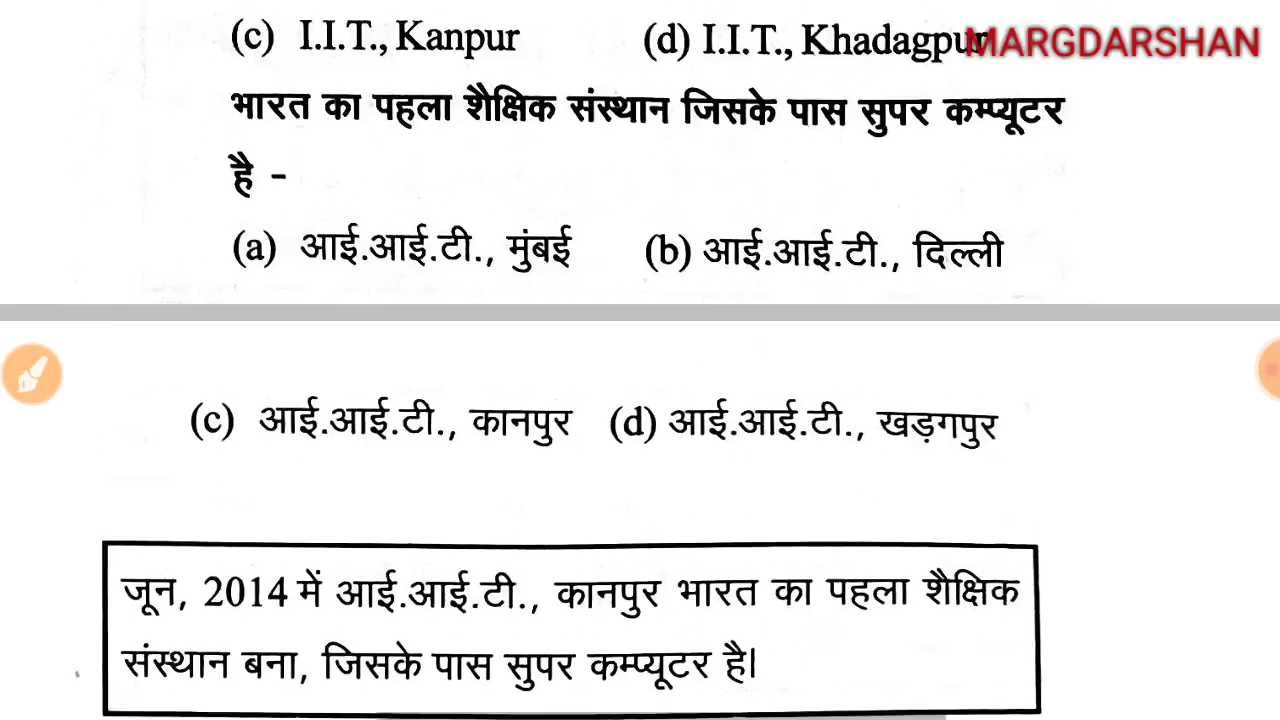 (c) I.I.T., Kanpur (d) I.I.T., Khadagpur MARGDARSHAN
भारत का पहला शैक्षिक संस्थान जिसके पास सुपर कम्प्यूटर
है -
(a) आई.आई.टी., मुंबई (b) आई.आई.टी., दिल्ली
(c) आई.आई.टी., कानपुर (d) आई.आई.टी., खड़गपुर
जून, 2014 में आई.आई.टी., कानपुर भारत का पहला शैक्षिक
संस्थान बना, जिसके पास सुपर कम्प्यूटर है।